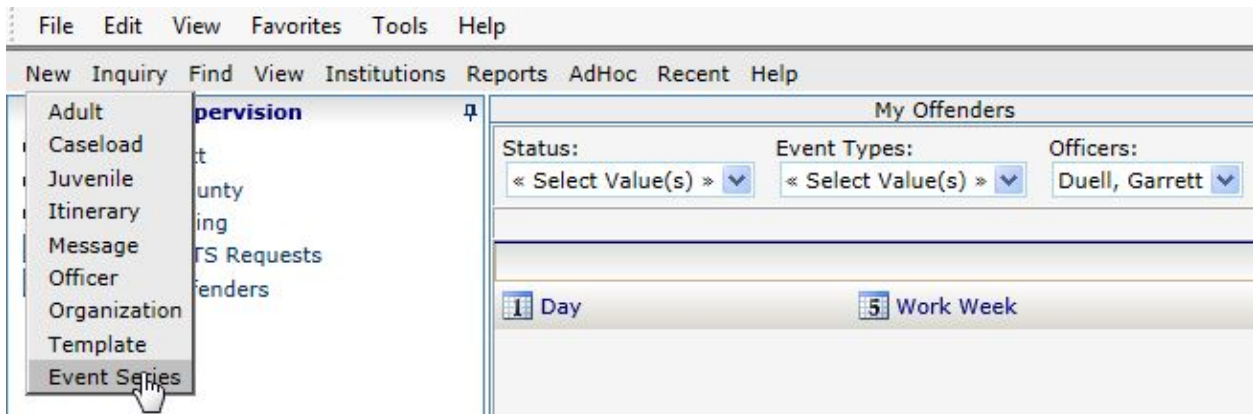 File Edit View Favorites Tools Help
New Inquiry Find View Institutions Reports AdHoc Recent Help
Adult
Caseload
Juvenile
Itinerary
Message
Officer
Organization
Template
Event Series
pervision
unty
ing
TS Requests
fenders
My Offenders
Status: Event Types: Officers:
« Select Value(s) » « Select Value(s) » Duell, Garrett
1 Day 5 Work Week